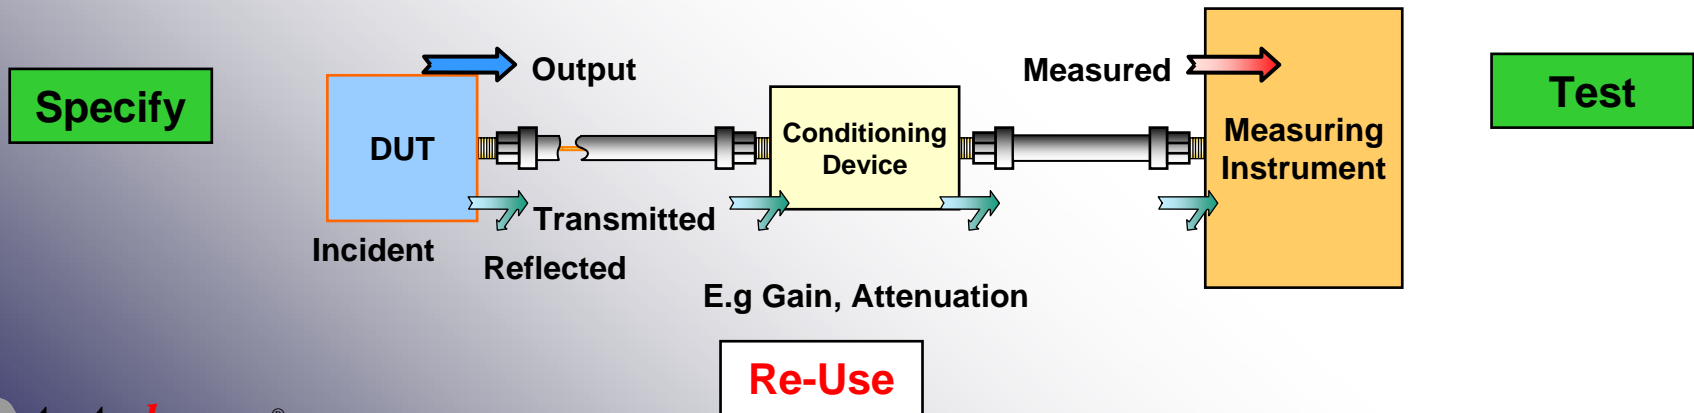 Specify
Output
DUT
Incident
Transmitted
Reflected
Conditioning
Device
E.g Gain, Attenuation
Measured
Measuring
Instrument
Test
Re-Use
®